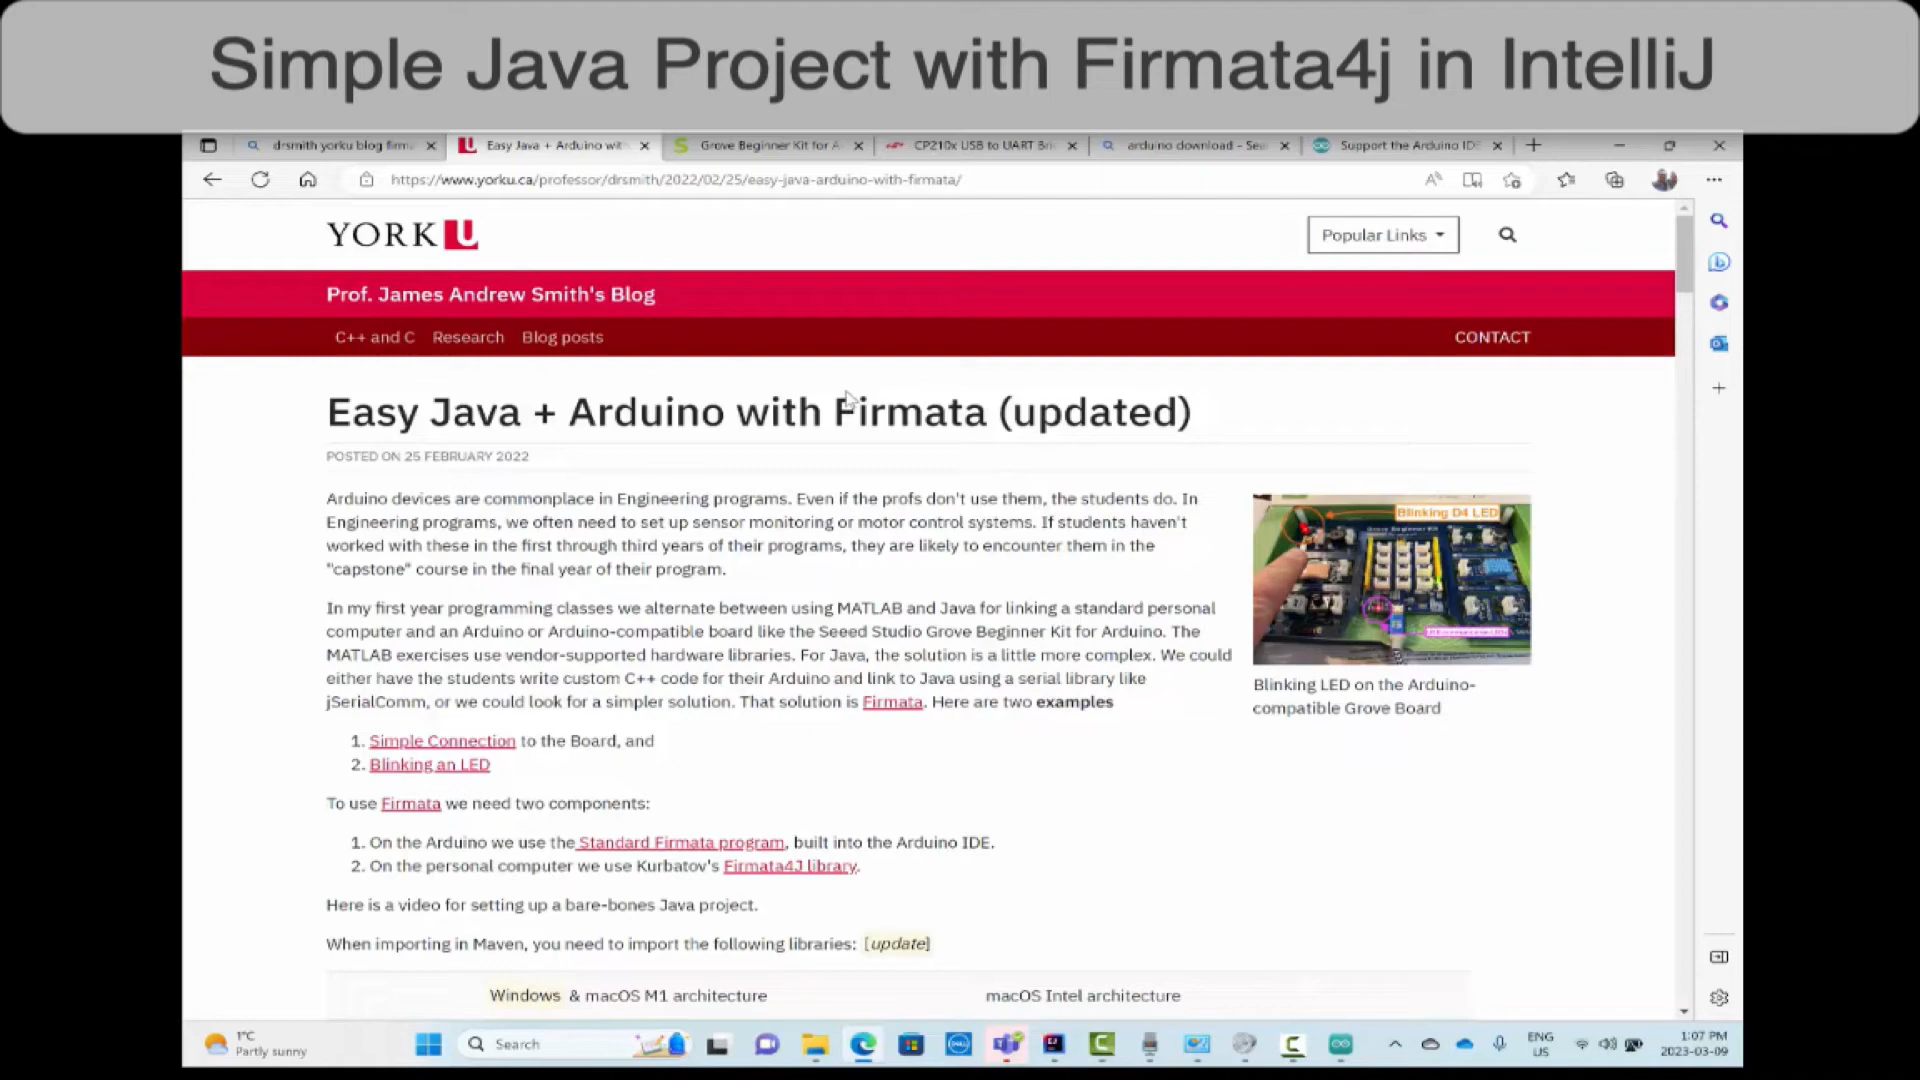 Simple Java Project with Firmata4j in IntelliJ
drsmith yorku blog firm
Easy Java + Arduino wit
Grove Beginner Kit for A
CP210x USB to UART Bri
arduino download - Sea
Support the Arduino IDE
https://www.yorku.ca/professor/drsmith/2022/02/25/easy-java-arduino-with-firmata/
YORK U
Popular Links
Prof. James Andrew Smith's Blog
C++ and C Research Blog posts CONTACT
Easy Java + Arduino with Firmata (updated)
POSTED ON 25 FEBRUARY 2022
Arduino devices are commonplace in Engineering programs. Even if the profs don't use them, the students do. In
Engineering programs, we often need to set up sensor monitoring or motor control systems. If students haven't
worked with these in the first through third years of their programs, they are likely to encounter them in the
"capstone" course in the final year of their program.
In my first year programming classes we alternate between using MATLAB and Java for linking a standard personal
computer and an Arduino or Arduino-compatible board like the Seeed Studio Grove Beginner Kit for Arduino. The
MATLAB exercises use vendor-supported hardware libraries. For Java, the solution is a little more complex. We could
either have the students write custom C++ code for their Arduino and link to Java using a serial library like
jSerialComm, or we could look for a simpler solution. That solution is Firmata. Here are two examples
Blinking D4 LED
Blinking LED on the Arduino-
compatible Grove Board
1. Simple Connection to the Board, and
2. Blinking an LED
To use Firmata we need two components:
1. On the Arduino we use the Standard Firmata program, built into the Arduino IDE.
2. On the personal computer we use Kurbatov's Firmata4J library.
Here is a video for setting up a bare-bones Java project.
When importing in Maven, you need to import the following libraries: [update]
Windows & macOS M1 architecture
macOS Intel architecture
1°C
Partly sunny
Search
ENG
US
1:07 PM
2023-03-09